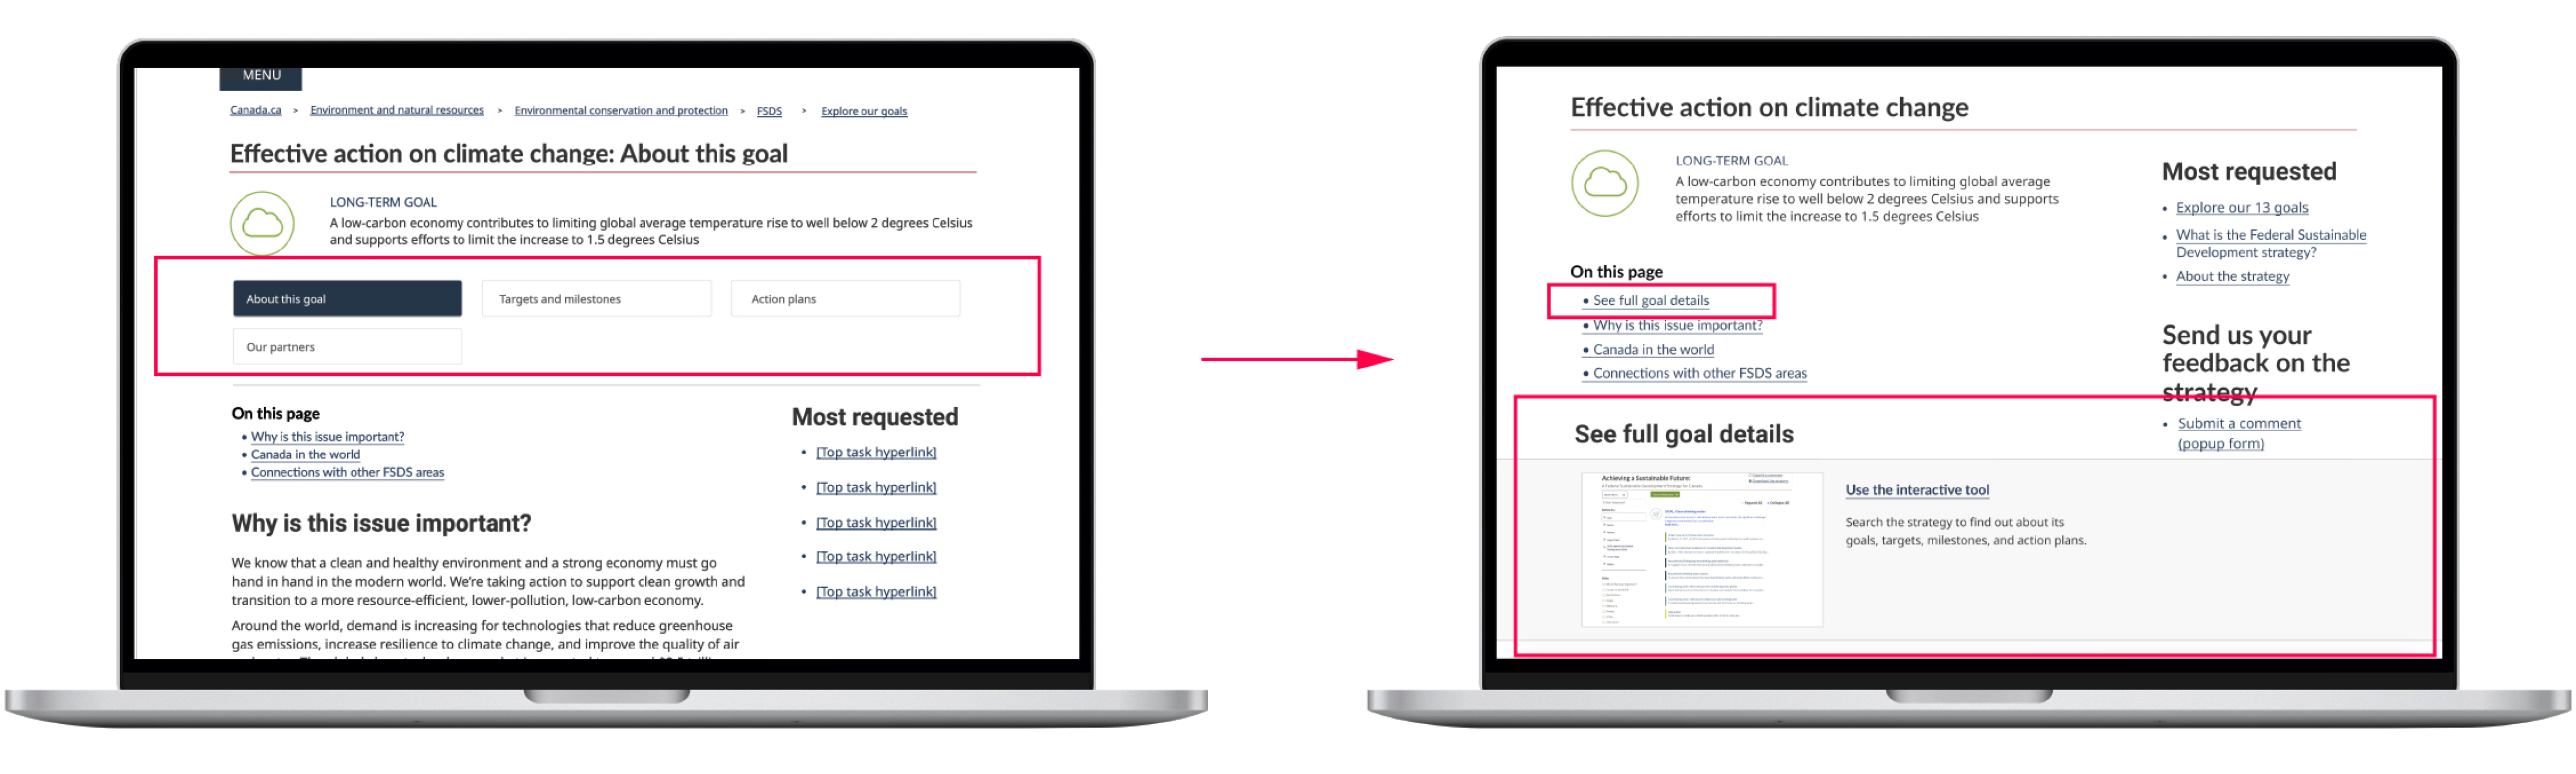 MENU
Canada.ca > Environment and natural resources > Environmental conservation and protection > FSDS > Explore our goals
Effective action on climate change: About this goal
LONG-TERM GOAL
A low-carbon economy contributes to limiting global average temperature rise to well below 2 degrees Celsius
and supports efforts to limit the increase to 1.5 degrees Celsius
About this goal
Targets and milestones
Action plans
Our partners
On this page
• Why is this issue important?
• Canada in the world
• Connections with other FSDS areas
Most requested
• [Top task hyperlink]
• [Top task hyperlink]
• [Top task hyperlink]
• [Top task hyperlink]
• [Top task hyperlink]
Why is this issue important?
We know that a clean and healthy environment and a strong economy must go
hand in hand in the modern world. We're taking action to support clean growth and
transition to a more resource-efficient, lower-pollution, low-carbon economy.
Around the world, demand is increasing for technologies that reduce greenhouse
gas emissions, increase resilience to climate change, and improve the quality of air
Effective action on climate change
LONG-TERM GOAL
A low-carbon economy contributes to limiting global average
temperature rise to well below 2 degrees Celsius and supports
efforts to limit the increase to 1.5 degrees Celsius
On this page
• See full goal details
• Why is this issue important?
• Canada in the world
• Connections with other FSDS areas
Most requested
• Explore our 13 goals
• What is the Federal Sustainable
Development strategy?
• About the strategy
Send us your
feedback on the
strategy
• Submit a comment
(popup form)
See full goal details
Achieving a Sustainable Future:
A Federal Sustainable Development Strategy for Canada
Use the interactive tool
Search the strategy to find out about its
goals, targets, milestones, and action plans.